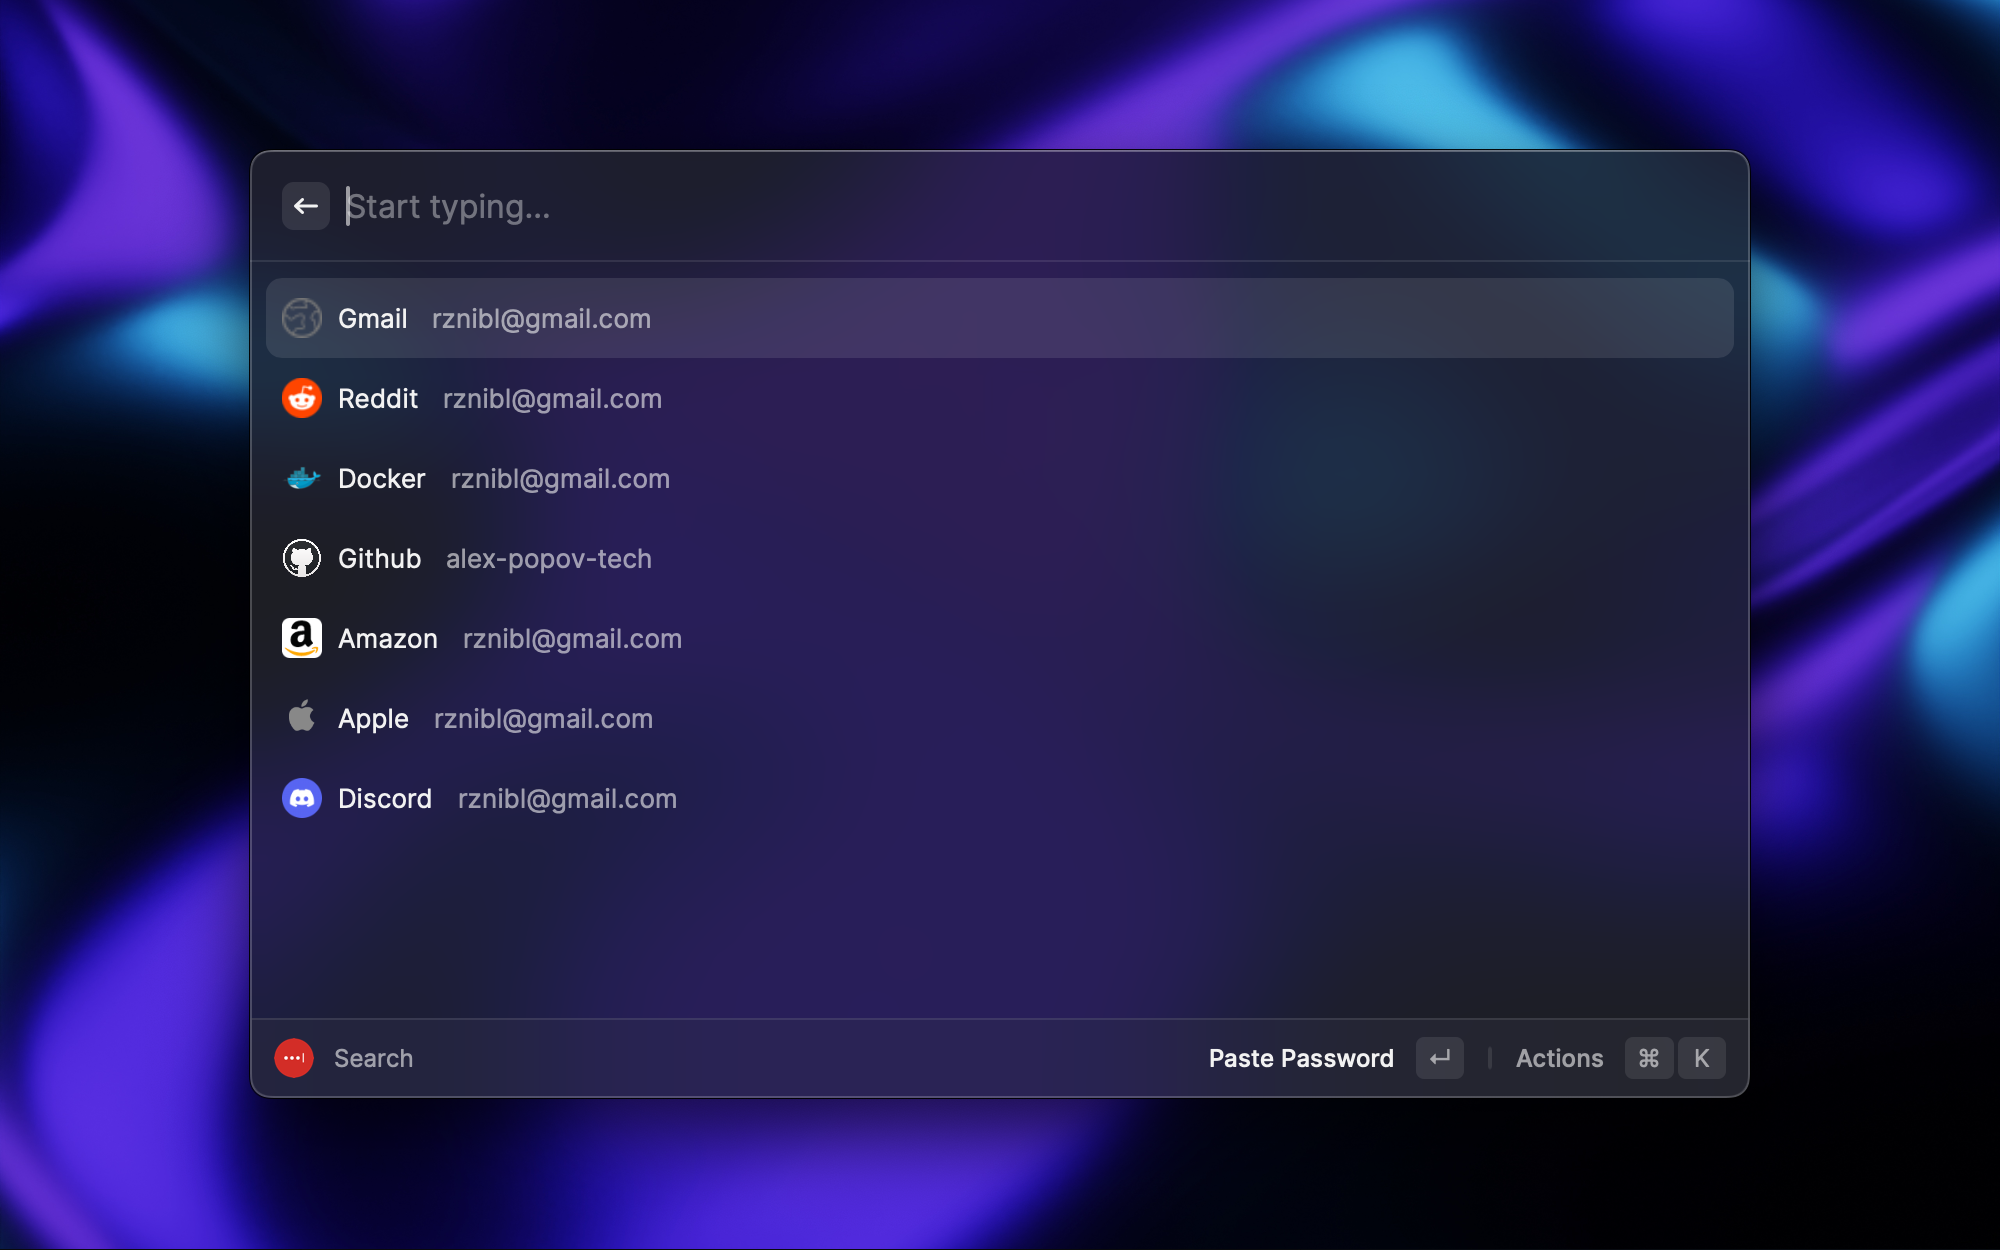 Start typing...
Gmail rznibl@gmail.com
Reddit rznibl@gmail.com
Docker rznibl@gmail.com
Github alex-popov-tech
Amazon rznibl@gmail.com
Apple rznibl@gmail.com
Discord rznibl@gmail.com
Search Paste Password ↵ Actions ⌘ K